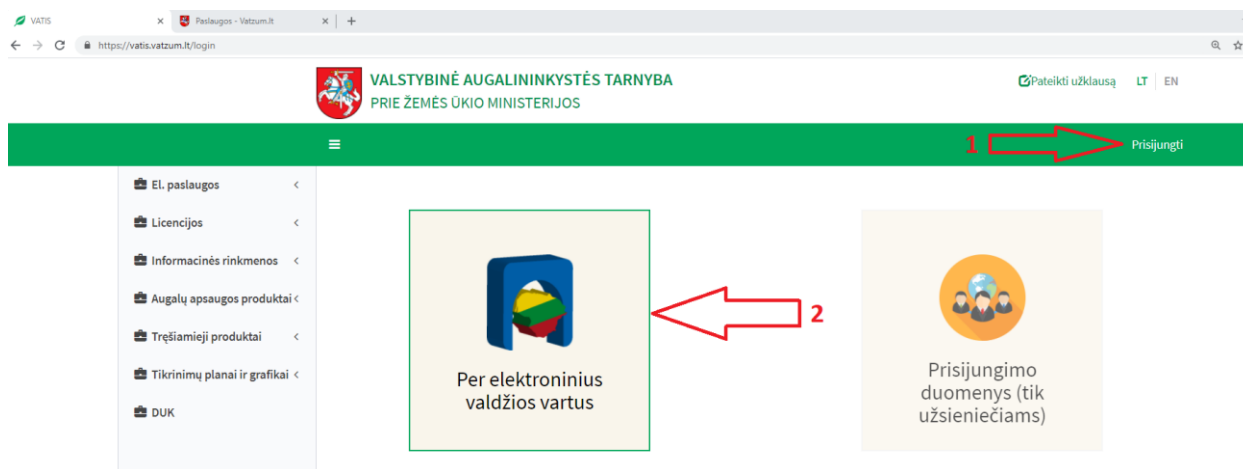 VATIS
Paslaugos - Vatzum.lt
https://vatis.vatzum.lt/login
VALSTYBINĖ AUGALININKYSTĖS TARNYBA
PRIE ŽEMĖS ŪKIO MINISTERIJOS
Pateikti užklausą LT EN
1 Prisijungti
El. paslaugos
Licencijos
Informacinės rinkmenos
Augalų apsaugos produktai
Tręšiamieji produktai
Tikrinimų planai ir grafikai
DUK
Per elektroninius
valdžios vartus
2
Prisijungimo
duomenys (tik
užsieniečiams)